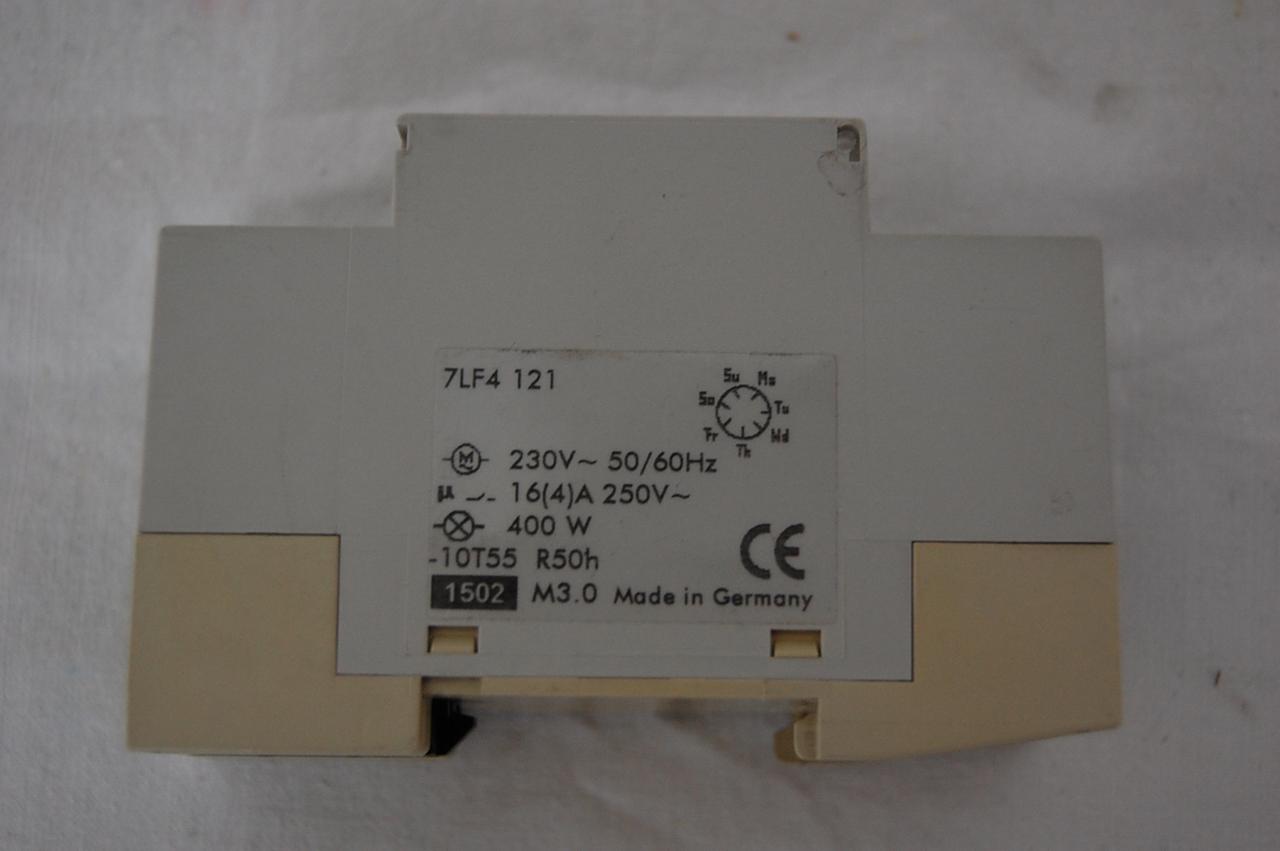 7LF4 121
Su Mo
Sa Tu
Fr Wd
Th
M 230V~ 50/60Hz
µ 16(4)A 250V~
400 W
-10T55 R50h
CE
1502 M3.0 Made in Germany